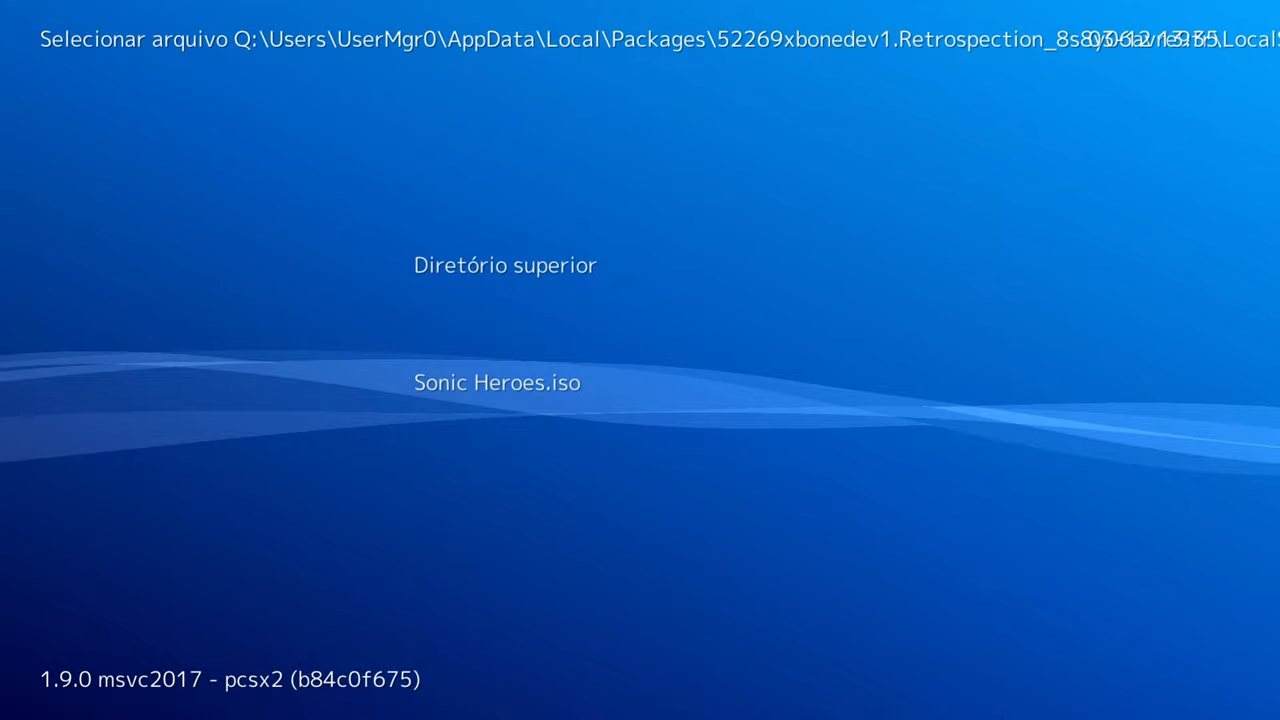 Selecionar arquivo Q:\Users\UserMgr0\AppData\Local\Packages\52269xbonedev1.Retrospection_
Diretório superior
Sonic Heroes.iso
1.9.0 msvc2017 - pcsx2 (b84c0f675)